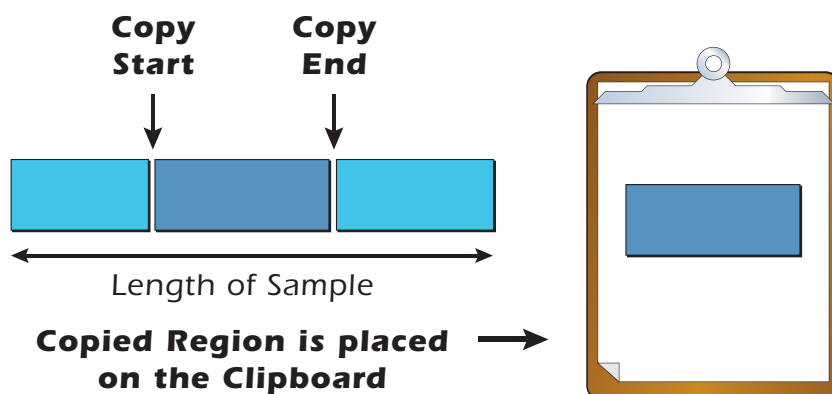 Copy
Start
Copy
End
Length of Sample
Copied Region is placed
on the Clipboard